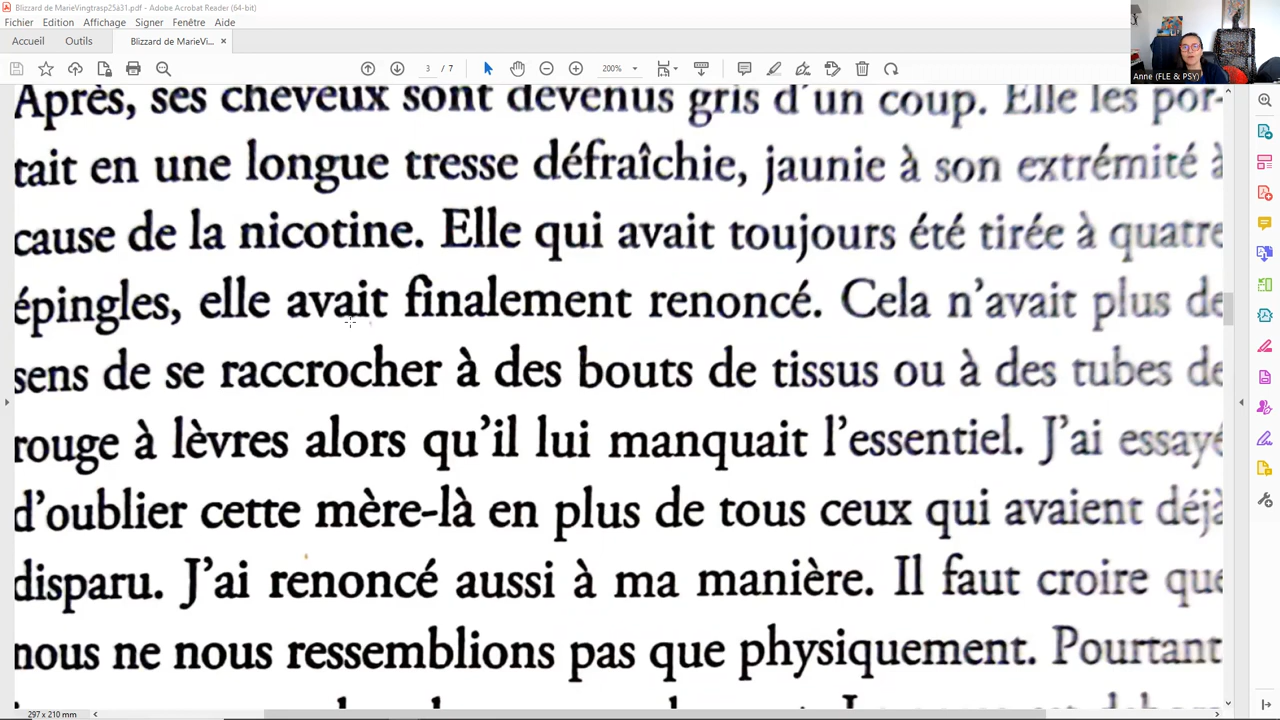 Blizzard de MarieVingtrasp25à31.pdf - Adobe Acrobat Reader (64-bit)
Fichier Edition Affichage Signer Fenêtre Aide
Accueil Outils Blizzard de MarieVi... ×
3 / 7 200%
Anne (FLE & PSY)
Après, ses cheveux sont devenus gris d'un coup. Elle les por-
tait en une longue tresse défraîchie, jaunie à son extrémité à
cause de la nicotine. Elle qui avait toujours été tirée à quatre
épingles, elle avait finalement renoncé. Cela n'avait plus de
sens de se raccrocher à des bouts de tissus ou à des tubes de
rouge à lèvres alors qu'il lui manquait l'essentiel. J'ai essayé
d'oublier cette mère-là en plus de tous ceux qui avaient déjà
disparu. J'ai renoncé aussi à ma manière. Il faut croire que
nous ne nous ressemblions pas que physiquement. Pourtant
297 x 210 mm